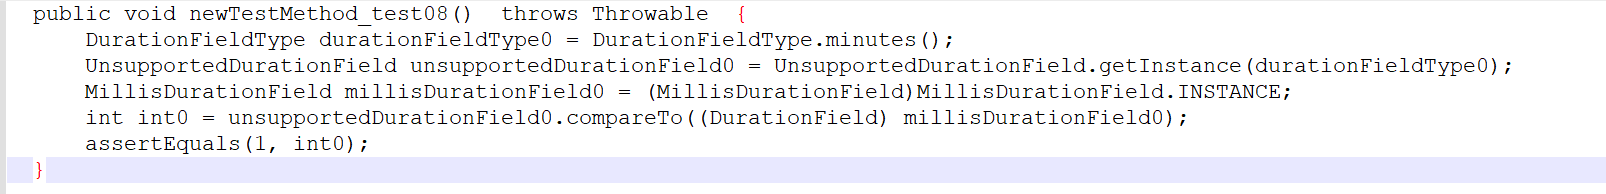 public void newTestMethod_test08()  throws Throwable  {
DurationFieldType durationFieldType0 = DurationFieldType.minutes();
UnsupportedDurationField unsupportedDurationField0 = UnsupportedDurationField.getInstance(durationFieldType0);
MillisDurationField millisDurationField0 = (MillisDurationField)MillisDurationField.INSTANCE;
int int0 = unsupportedDurationField0.compareTo((DurationField) millisDurationField0);
assertEquals(1, int0);
}